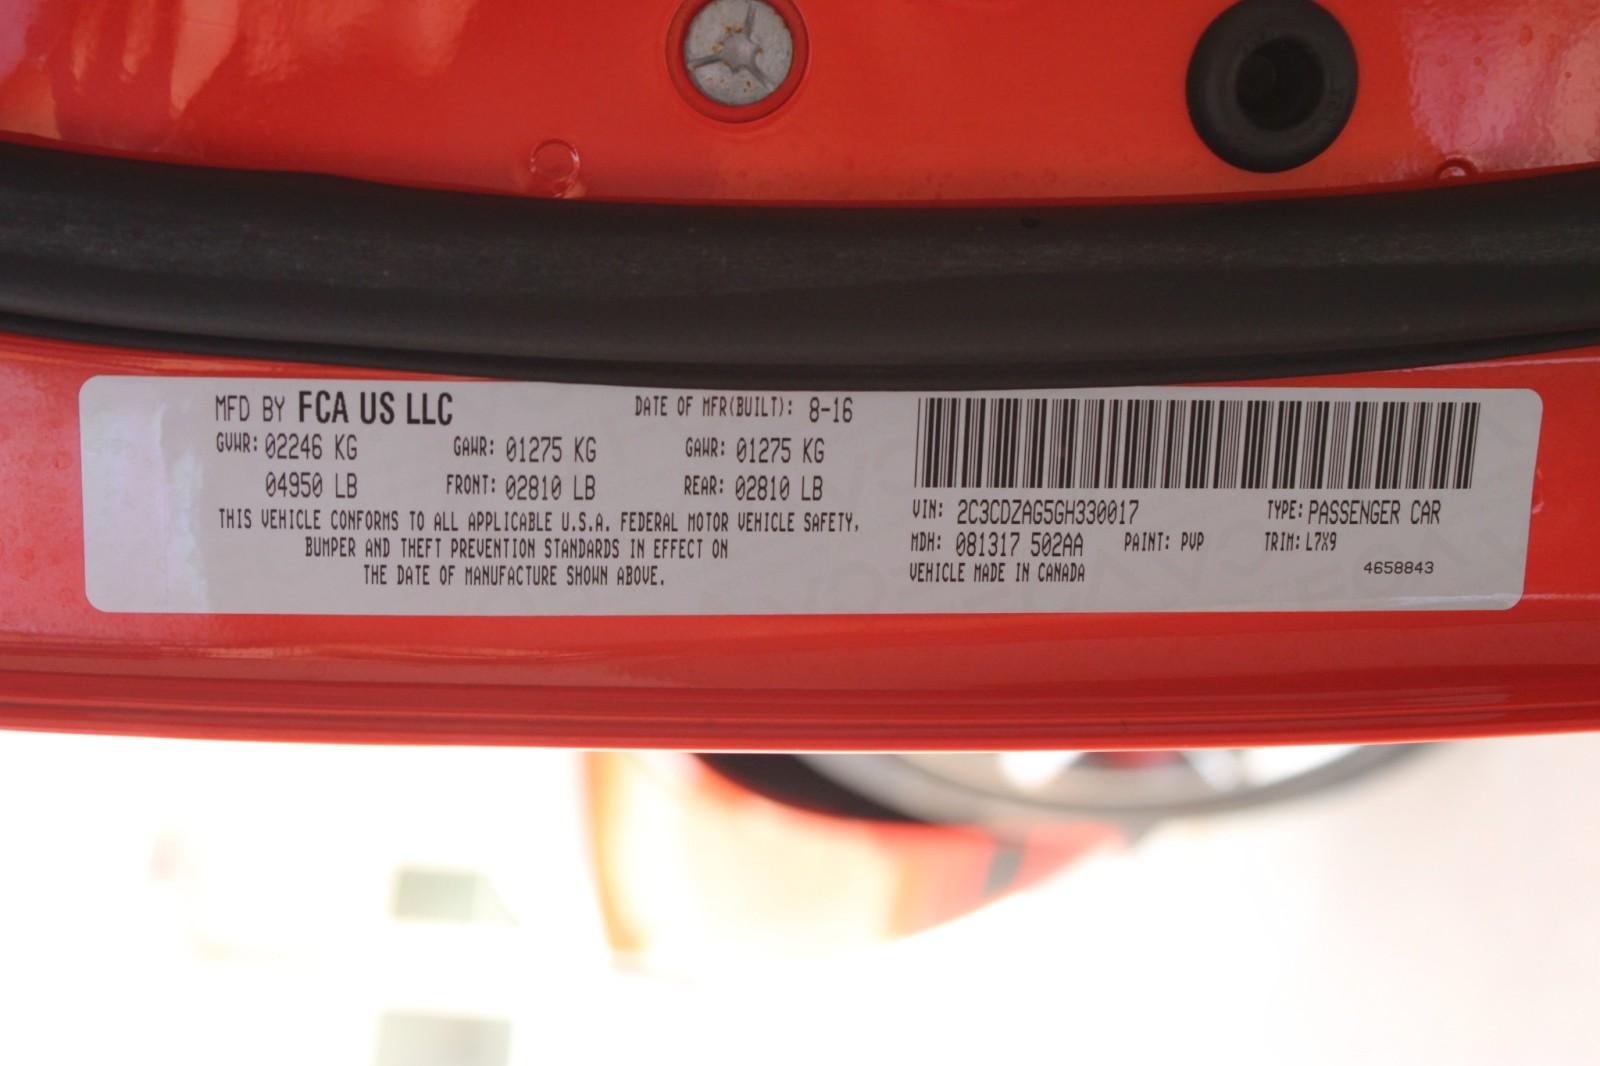 MFD BY FCA US LLC DATE OF MFR(BUILT): 8-16
GVWR: 02246 KG GAWR: 01275 KG GAWR: 01275 KG
04950 LB FRONT: 02810 LB REAR: 02810 LB
THIS VEHICLE CONFORMS TO ALL APPLICABLE U.S.A. FEDERAL MOTOR VEHICLE SAFETY,
BUMPER AND THEFT PREVENTION STANDARDS IN EFFECT ON
THE DATE OF MANUFACTURE SHOWN ABOVE.
VIN: 2C3CDZAG5GH330017 TYPE: PASSENGER CAR
MDH: 081317 502AA PAINT: PVP TRIM: L7X9
VEHICLE MADE IN CANADA 4658843